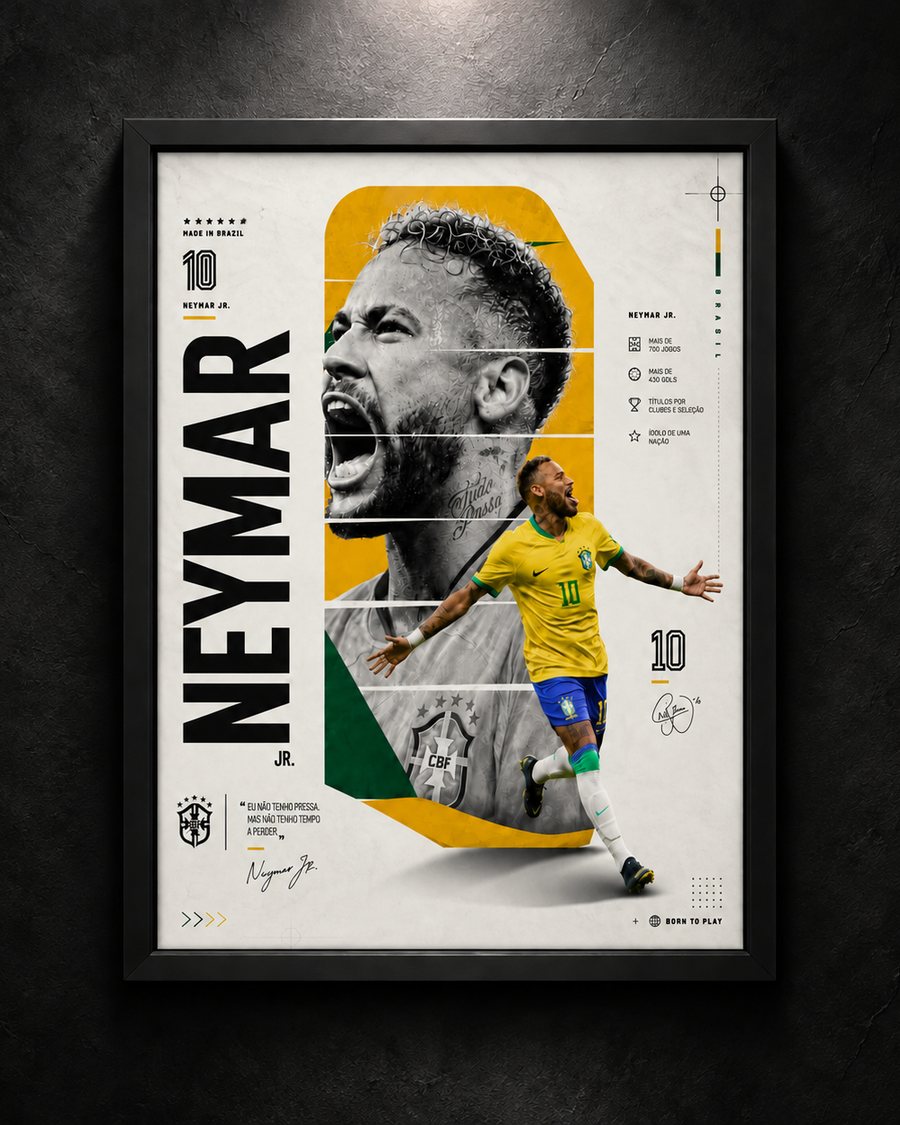 MADE IN BRAZIL
10
NEYMAR JR.
NEYMAR
JR.
"EU NÃO TENHO PRESSA.
MAS NÃO TENHO TEMPO
A PERDER„
Neymar Jr.
BRASIL
NEYMAR JR.
MAIS DE
700 JOGOS
MAIS DE
430 GOLS
TÍTULOS POR
CLUBES E SELEÇÃO
ÍDOLO DE UMA
NAÇÃO
Tudo
Passa
10
CBF
10
BORN TO PLAY